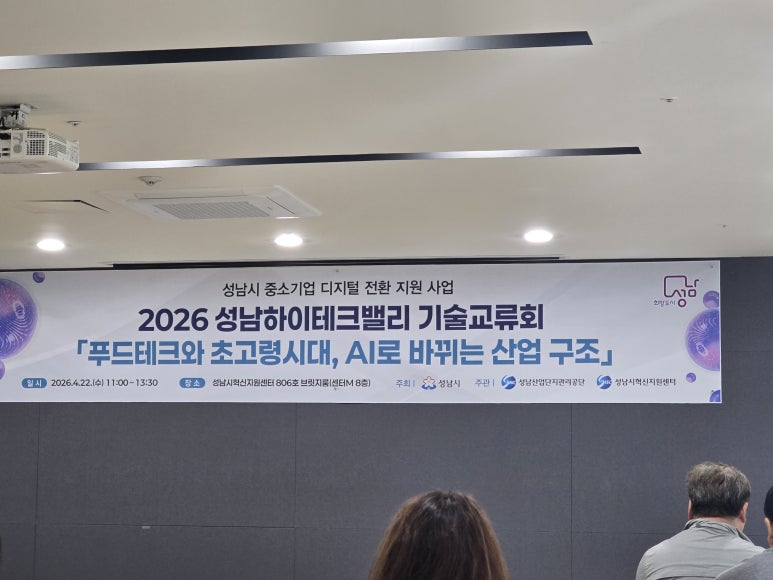 성남시 중소기업 디지털 전환 지원 사업
희망도시 성남
2026 성남하이테크밸리 기술교류회
「푸드테크와 초고령시대, AI로 바뀌는 산업 구조」
일 시 2026.4.22.(수) 11:00~13:30 장 소 성남시혁신지원센터 806호 브릿지룸(센터M 8층) 주최 | 성남시 주관 | 성남산업단지관리공단 성남시혁신지원센터